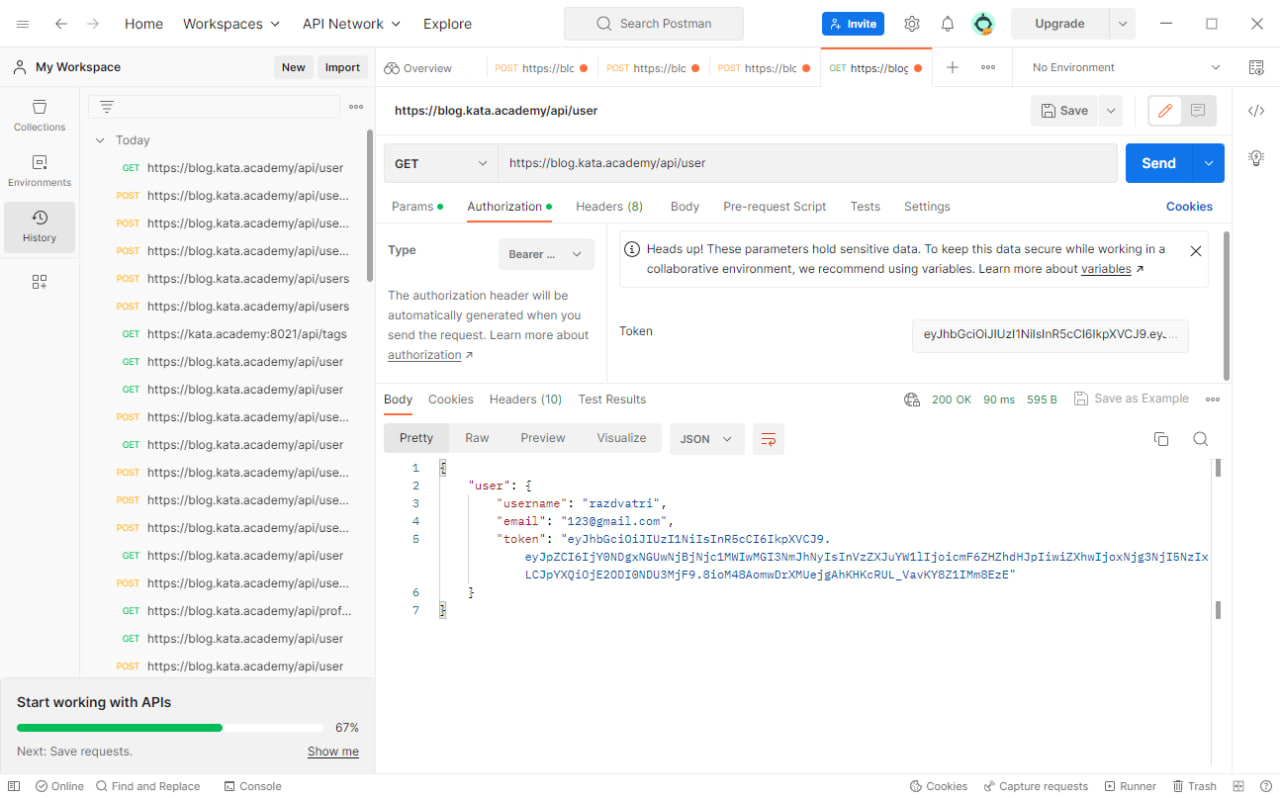 Home Workspaces API Network Explore Search Postman Invite Upgrade
My Workspace New Import
Overview POST https://blc POST https://blc POST https://blc GET https://blog No Environment
Collections
Environments
History
Today
GET https://blog.kata.academy/api/user
POST https://blog.kata.academy/api/use...
POST https://blog.kata.academy/api/use...
POST https://blog.kata.academy/api/use...
POST https://blog.kata.academy/api/users
POST https://blog.kata.academy/api/users
GET https://kata.academy:8021/api/tags
GET https://blog.kata.academy/api/user
GET https://blog.kata.academy/api/user
POST https://blog.kata.academy/api/use...
GET https://blog.kata.academy/api/user
POST https://blog.kata.academy/api/use...
POST https://blog.kata.academy/api/use...
POST https://blog.kata.academy/api/use...
GET https://blog.kata.academy/api/user
POST https://blog.kata.academy/api/use...
GET https://blog.kata.academy/api/prof...
GET https://blog.kata.academy/api/user
POST https://blog.kata.academy/api/user
Start working with APIs
67%
Next: Save requests. Show me
https://blog.kata.academy/api/user Save
GET https://blog.kata.academy/api/user Send
Params Authorization Headers (8) Body Pre-request Script Tests Settings Cookies
Type Bearer ...
The authorization header will be
automatically generated when you
send the request. Learn more about
authorization ↗
Heads up! These parameters hold sensitive data. To keep this data secure while working in a
collaborative environment, we recommend using variables. Learn more about variables ↗
Token eyJhbGciOiJIUzI1NiIsInR5cCI6IkpXVCJ9.ey...
Body Cookies Headers (10) Test Results 200 OK 90 ms 595 B Save as Example
Pretty Raw Preview Visualize JSON
1 {
2 "user": {
3 "username": "razdvatri",
4 "email": "123@gmail.com",
5 "token": "eyJhbGciOiJIUzI1NiIsInR5cCI6IkpXVCJ9.
eyJpZCI6IjY0NDgxNGUwNjBjNjc1MWIwMGI3NmJhNyIsInVzZXJuYW1lIjoicmF6ZHZhdHJpIiwiZXhwIjoxNjg3NjI5NzIx
LCJpYXQiOjE2ODI0NDU3MjF9.8ioM48AomwDrXMUejgAhKHKcRUL_VavKY8Z1IMm8EzE"
6 }
7 }
Online Find and Replace Console Cookies Capture requests Runner Trash